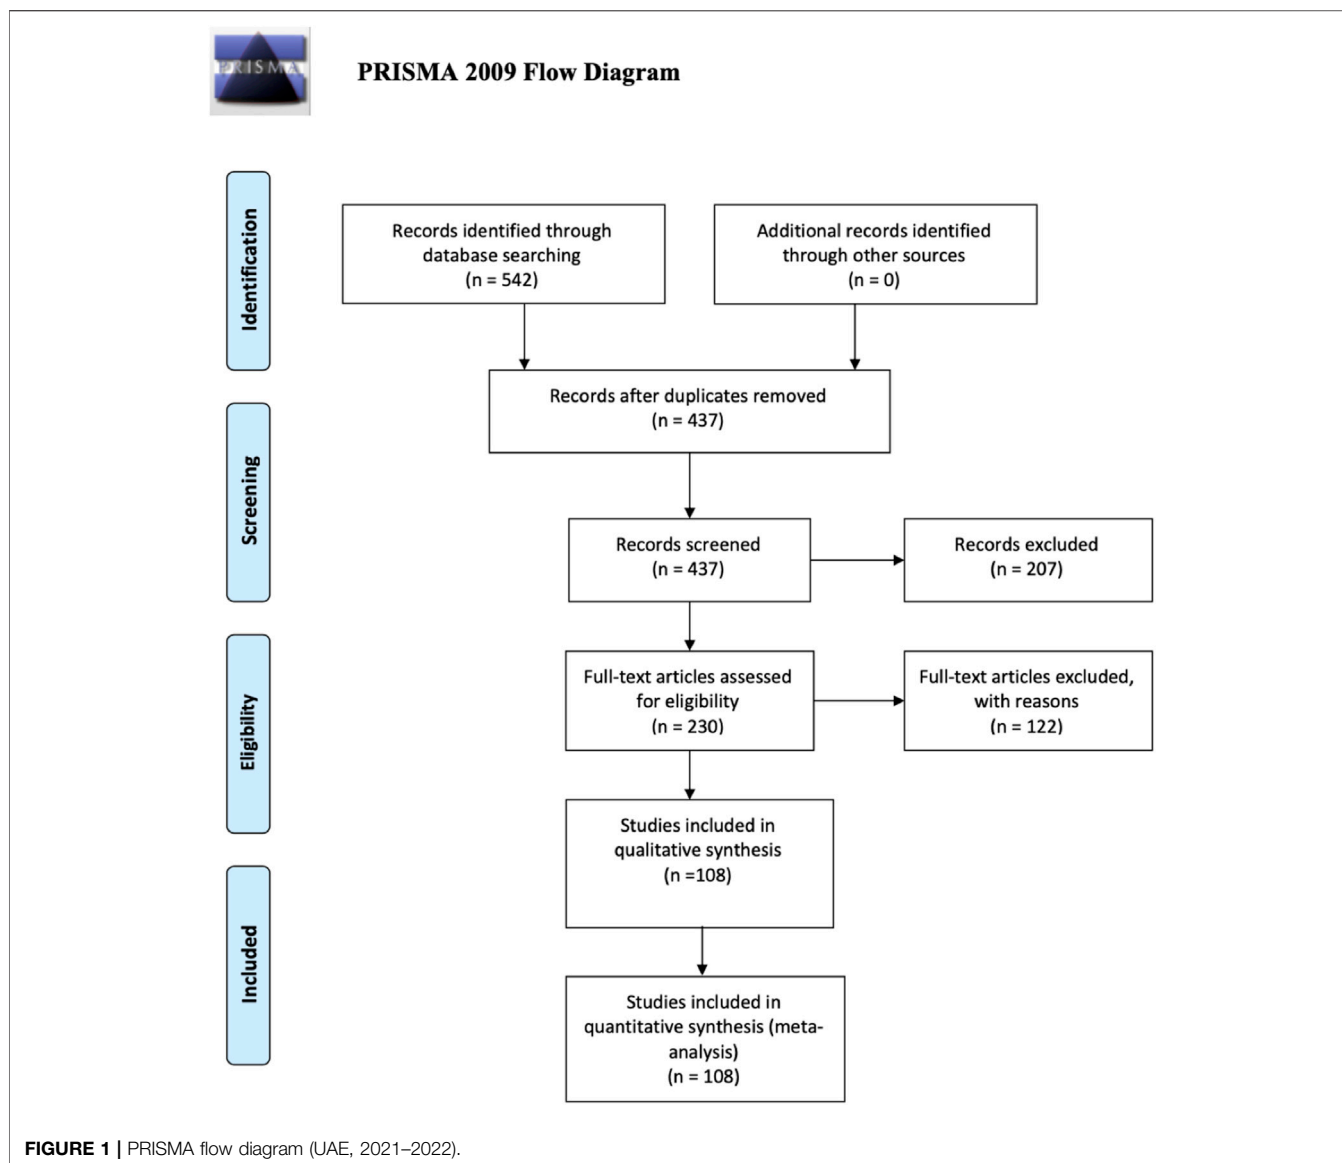 PRISMA
PRISMA 2009 Flow Diagram
Identification
Records identified through
database searching
(n = 542)
Additional records identified
through other sources
(n = 0)
Records after duplicates removed
(n = 437)
Screening
Records screened
(n = 437)
Records excluded
(n = 207)
Eligibility
Full-text articles assessed
for eligibility
(n = 230)
Full-text articles excluded,
with reasons
(n = 122)
Studies included in
qualitative synthesis
(n =108)
Included
Studies included in
quantitative synthesis (meta-
analysis)
(n = 108)
FIGURE 1 | PRISMA flow diagram (UAE, 2021–2022).